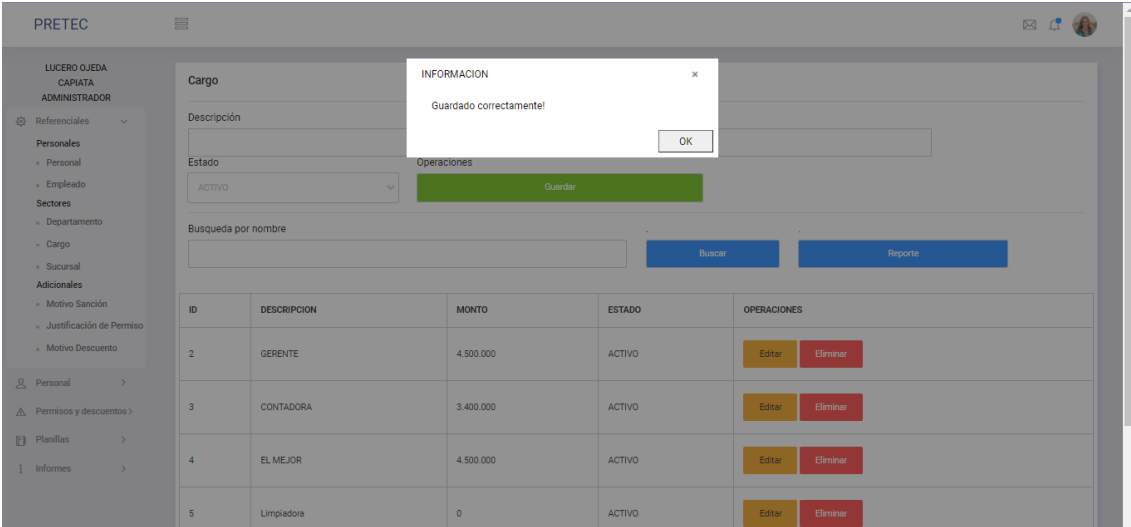 PRETEC
LUCERO OJEDA
CAPIATA
ADMINISTRADOR
Referenciales
Personales
Personal
Empleado
Sectores
Departamento
Cargo
Sucursal
Adicionales
Motivo Sanción
Justificación de Permiso
Motivo Descuento
Personal
Permisos y descuentos
Planillas
Informes
INFORMACION
Guardado correctamente!
OK
Cargo
Descripción
Estado Operaciones
ACTIVO Guardar
Busqueda por nombre . .
Buscar Reporte
ID DESCRIPCION MONTO ESTADO OPERACIONES
2 GERENTE 4.500.000 ACTIVO Editar Eliminar
3 CONTADORA 3.400.000 ACTIVO Editar Eliminar
4 EL MEJOR 4.500.000 ACTIVO Editar Eliminar
5 Limpiadora 0 ACTIVO Editar Eliminar